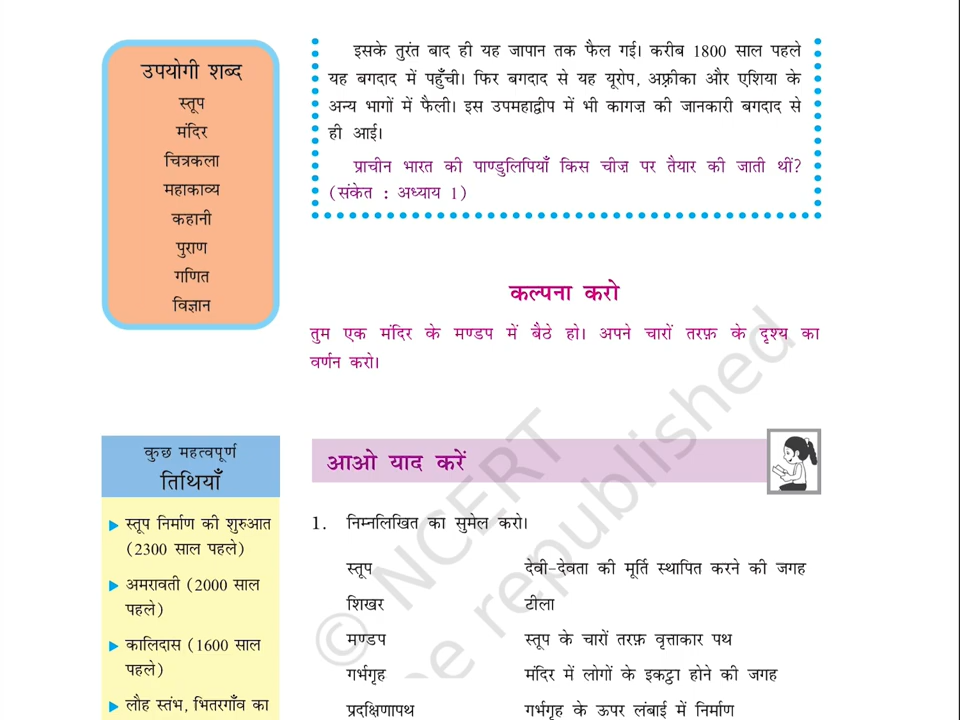 उपयोगी शब्द
स्तूप
मंदिर
चित्रकला
महाकाव्य
कहानी
पुराण
गणित
विज्ञान
इसके तुरंत बाद ही यह जापान तक फैल गई। करीब 1800 साल पहले
यह बगदाद में पहुँची। फिर बगदाद से यह यूरोप, अफ़्रीका और एशिया के
अन्य भागों में फैली। इस उपमहाद्वीप में भी कागज़ की जानकारी बगदाद से
ही आई।
प्राचीन भारत की पाण्डुलिपियाँ किस चीज़ पर तैयार की जाती थीं?
(संकेत : अध्याय 1)
कल्पना करो
तुम एक मंदिर के मण्डप में बैठे हो। अपने चारों तरफ़ के दृश्य का
वर्णन करो।
कुछ महत्वपूर्ण
तिथियाँ
स्तूप निर्माण की शुरुआत
(2300 साल पहले)
अमरावती (2000 साल
पहले)
कालिदास (1600 साल
पहले)
लौह स्तंभ, भितरगाँव का
आओ याद करें
1. निम्नलिखित का सुमेल करो।
स्तूप देवी-देवता की मूर्ति स्थापित करने की जगह
शिखर टीला
मण्डप स्तूप के चारों तरफ़ वृत्ताकार पथ
गर्भगृह मंदिर में लोगों के इकट्ठा होने की जगह
प्रदक्षिणापथ गर्भगृह के ऊपर लंबाई में निर्माण
© NCERT
be republished